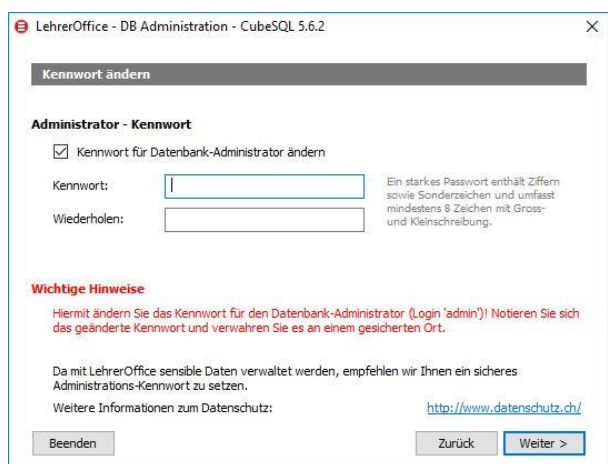 LehrerOffice - DB Administration - CubeSQL 5.6.2
Kennwort ändern
Administrator - Kennwort
Kennwort für Datenbank-Administrator ändern
Kennwort:
Ein starkes Passwort enthält Ziffern
sowie Sonderzeichen und umfasst
mindestens 8 Zeichen mit Gross-
und Kleinschreibung.
Wiederholen:
Wichtige Hinweise
Hiermit ändern Sie das Kennwort für den Datenbank-Administrator (Login 'admin')! Notieren Sie sich
das geänderte Kennwort und verwahren Sie es an einem gesicherten Ort.
Da mit LehrerOffice sensible Daten verwaltet werden, empfehlen wir Ihnen ein sicheres
Administrations-Kennwort zu setzen.
Weitere Informationen zum Datenschutz: http://www.datenschutz.ch/
Beenden Zurück Weiter >